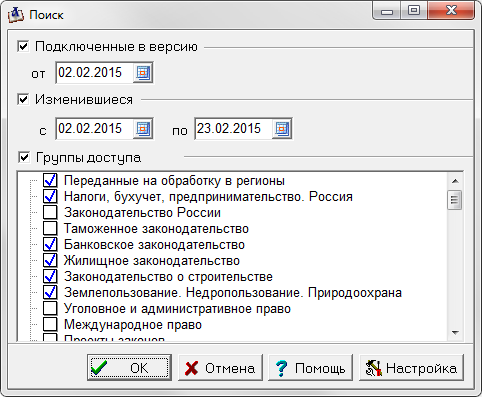 Поиск
Подключенные в версию
от 02.02.2015
Изменившиеся
с 02.02.2015 по 23.02.2015
Группы доступа
Переданные на обработку в регионы
Налоги, бухучет, предпринимательство. Россия
Законодательство России
Таможенное законодательство
Банковское законодательство
Жилищное законодательство
Законодательство о строительстве
Землепользование. Недропользование. Природоохрана
Уголовное и административное право
Международное право
Проекты законов
OK Отмена ? Помощь Настройка